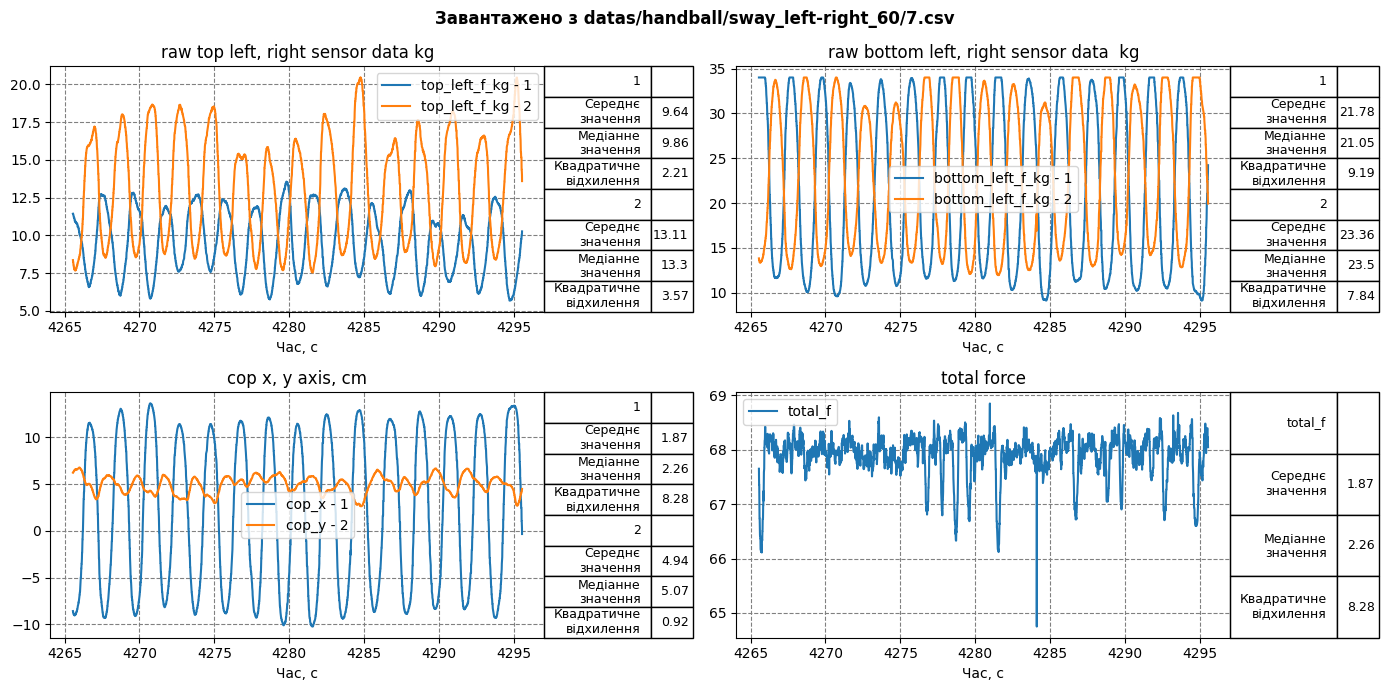 Завантажено з datas/handball/sway_left-right_60/7.csv
raw top left, right sensor data kg
20.0
17.5
15.0
12.5
10.0
7.5
5.0
top_left_f_kg - 1
top_left_f_kg - 2
4265 4270 4275 4280 4285 4290 4295
Час, с
1
Середнє
значення 9.64
Медіанне
значення 9.86
Квадратичне
відхилення 2.21
2
Середнє
значення 13.11
Медіанне
значення 13.3
Квадратичне
відхилення 3.57
raw bottom left, right sensor data  kg
35
30
25
20
15
10
bottom_left_f_kg - 1
bottom_left_f_kg - 2
4265 4270 4275 4280 4285 4290 4295
Час, с
1
Середнє
значення 21.78
Медіанне
значення 21.05
Квадратичне
відхилення 9.19
2
Середнє
значення 23.36
Медіанне
значення 23.5
Квадратичне
відхилення 7.84
cop x, y axis, cm
10
5
0
−5
−10
cop_x - 1
cop_y - 2
4265 4270 4275 4280 4285 4290 4295
Час, с
1
Середнє
значення 1.87
Медіанне
значення 2.26
Квадратичне
відхилення 8.28
2
Середнє
значення 4.94
Медіанне
значення 5.07
Квадратичне
відхилення 0.92
total force
69
68
67
66
65
total_f
4265 4270 4275 4280 4285 4290 4295
Час, с
total_f
Середнє
значення 1.87
Медіанне
значення 2.26
Квадратичне
відхилення 8.28